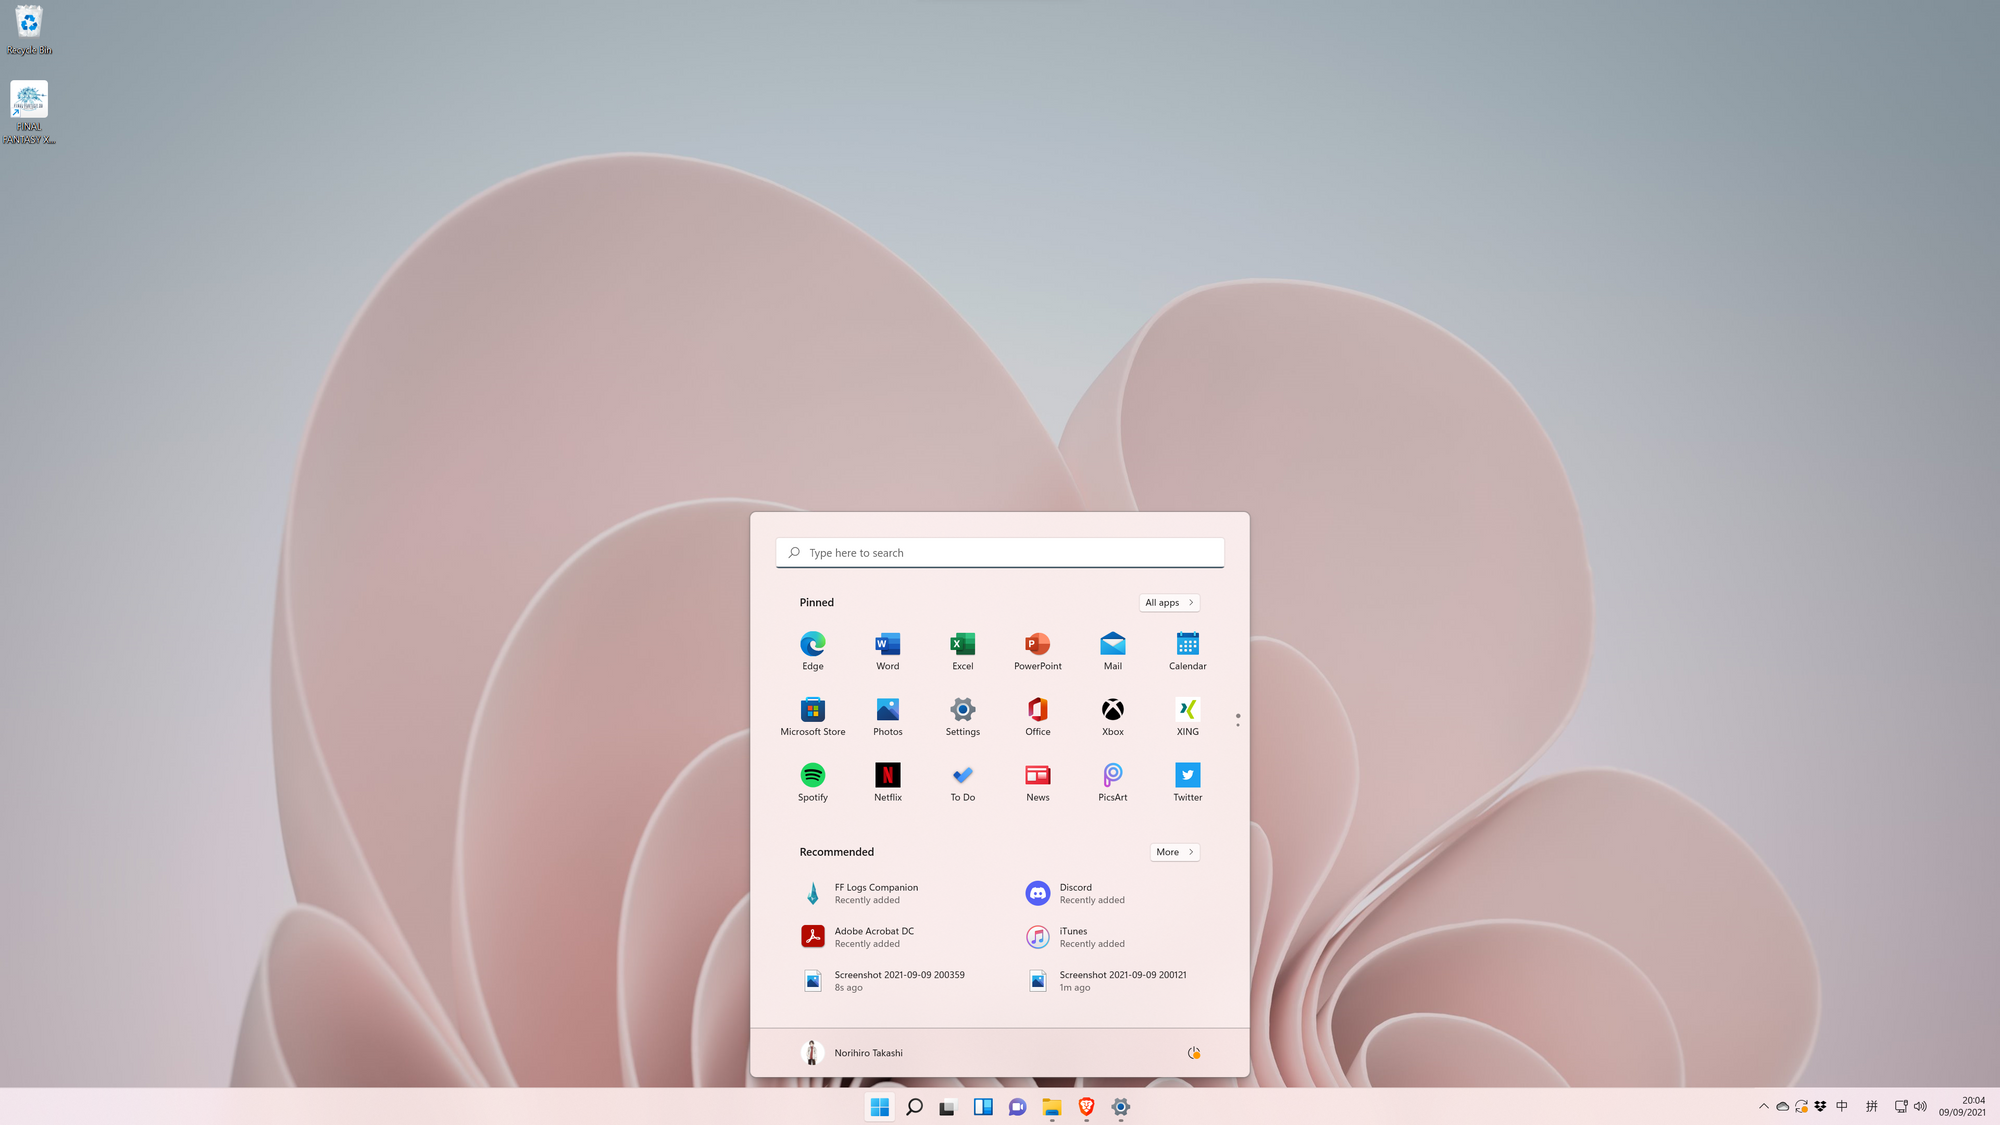 Recycle Bin
FINAL
FANTASY X...
Type here to search
Pinned
All apps
Edge
Word
Excel
PowerPoint
Mail
Calendar
Microsoft Store
Photos
Settings
Office
Xbox
XING
Spotify
Netflix
To Do
News
PicsArt
Twitter
Recommended
More
FF Logs Companion
Recently added
Discord
Recently added
Adobe Acrobat DC
Recently added
iTunes
Recently added
Screenshot 2021-09-09 200359
8s ago
Screenshot 2021-09-09 200121
1m ago
Norihiro Takashi
中
拼
20:04
09/09/2021